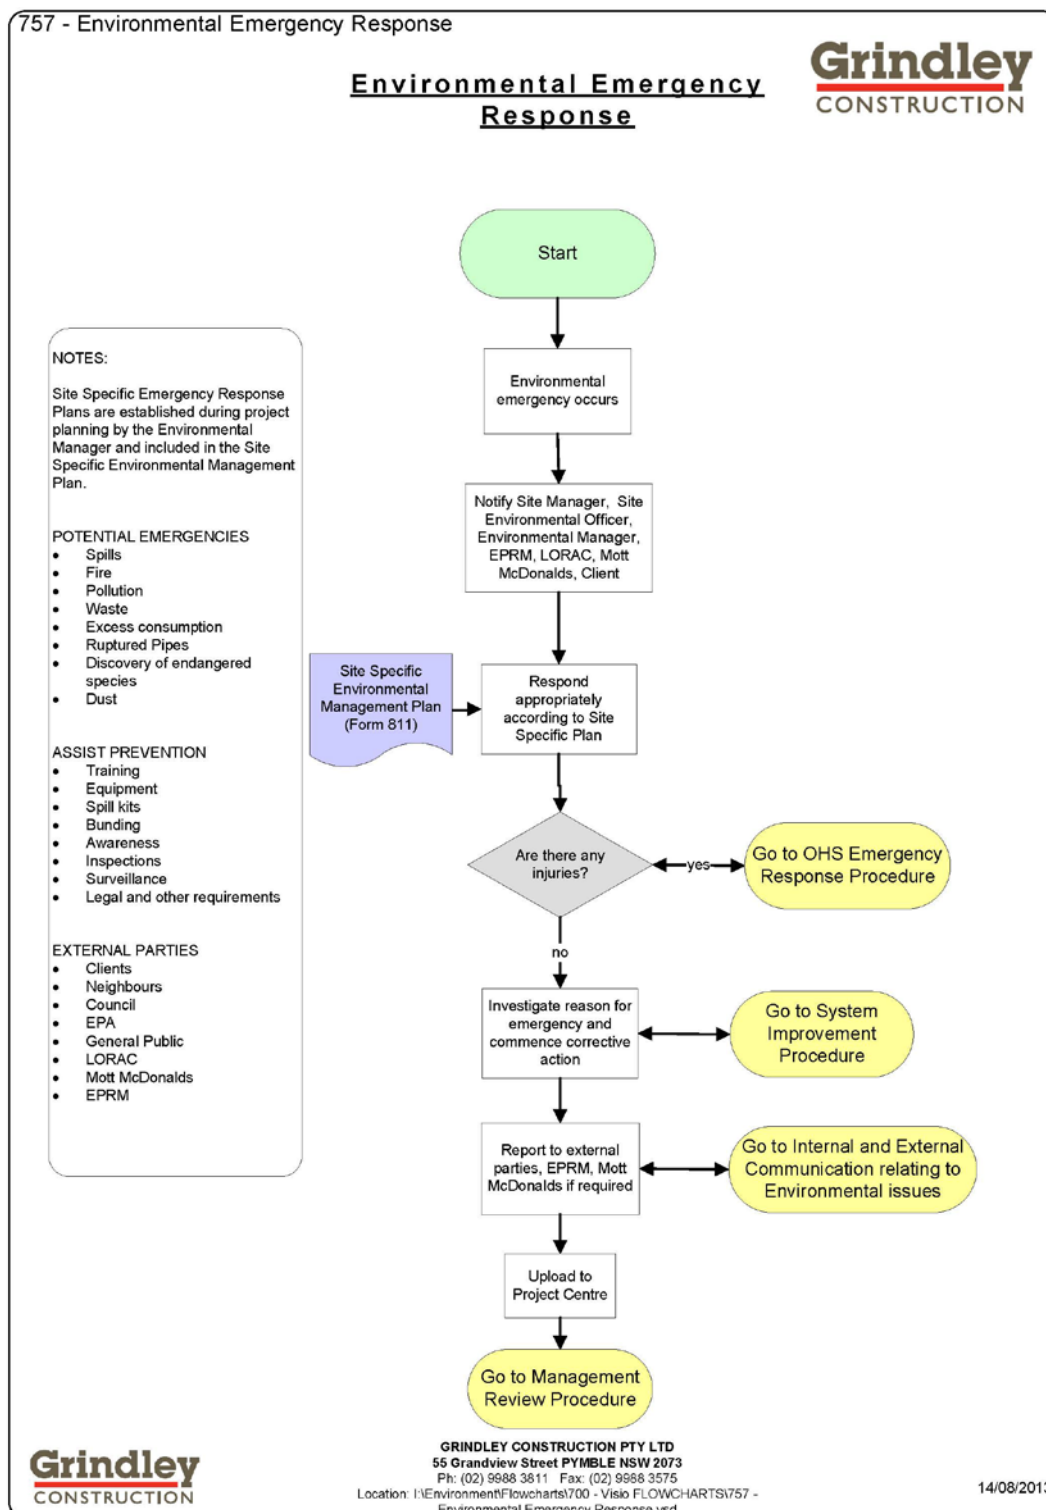 757 - Environmental Emergency Response
Grindley
CONSTRUCTION
Environmental Emergency
Response
Start
Environmental
emergency occurs
Notify Site Manager, Site
Environmental Officer,
Environmental Manager,
EPRM, LORAC, Mott
McDonalds, Client
Site Specific
Environmental
Management Plan
(Form 811)
Respond
appropriately
according to Site
Specific Plan
Are there any
injuries?
yes
Go to OHS Emergency
Response Procedure
no
Investigate reason for
emergency and
commence corrective
action
Go to System
Improvement
Procedure
Report to external
parties, EPRM, Mott
McDonalds if required
Go to Internal and External
Communication relating to
Environmental issues
Upload to
Project Centre
Go to Management
Review Procedure
NOTES:
Site Specific Emergency Response
Plans are established during project
planning by the Environmental
Manager and included in the Site
Specific Environmental Management
Plan.
POTENTIAL EMERGENCIES
• Spills
• Fire
• Pollution
• Waste
• Excess consumption
• Ruptured Pipes
• Discovery of endangered
species
• Dust
ASSIST PREVENTION
• Training
• Equipment
• Spill kits
• Bunding
• Awareness
• Inspections
• Surveillance
• Legal and other requirements
EXTERNAL PARTIES
• Clients
• Neighbours
• Council
• EPA
• General Public
• LORAC
• Mott McDonalds
• EPRM
Grindley
CONSTRUCTION
GRINDLEY CONSTRUCTION PTY LTD
55 Grandview Street PYMBLE NSW 2073
Ph: (02) 9988 3811 Fax: (02) 9988 3575
Location: I:\Environment\Flowcharts\700 - Visio FLOWCHARTS\757 -
Environmental Emergency Response.vsd
14/08/2013